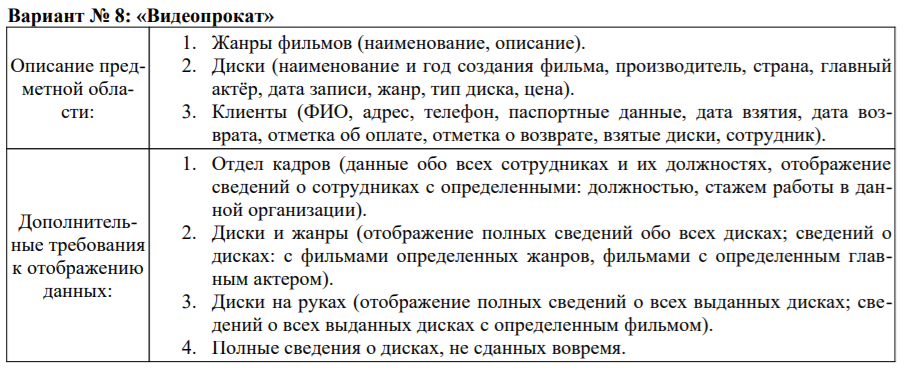 Вариант № 8: «Видеопрокат»
Описание пред-
метной обла-
сти:
1. Жанры фильмов (наименование, описание).
2. Диски (наименование и год создания фильма, производитель, страна, главный
актёр, дата записи, жанр, тип диска, цена).
3. Клиенты (ФИО, адрес, телефон, паспортные данные, дата взятия, дата воз-
врата, отметка об оплате, отметка о возврате, взятые диски, сотрудник).
Дополнитель-
ные требования
к отображению
данных:
1. Отдел кадров (данные обо всех сотрудниках и их должностях, отображение
сведений о сотрудниках с определенными: должностью, стажем работы в дан-
ной организации).
2. Диски и жанры (отображение полных сведений обо всех дисках; сведений о
дисках: с фильмами определенных жанров, фильмами с определенным глав-
ным актером).
3. Диски на руках (отображение полных сведений о всех выданных дисках; све-
дений о всех выданных дисках с определенным фильмом).
4. Полные сведения о дисках, не сданных вовремя.